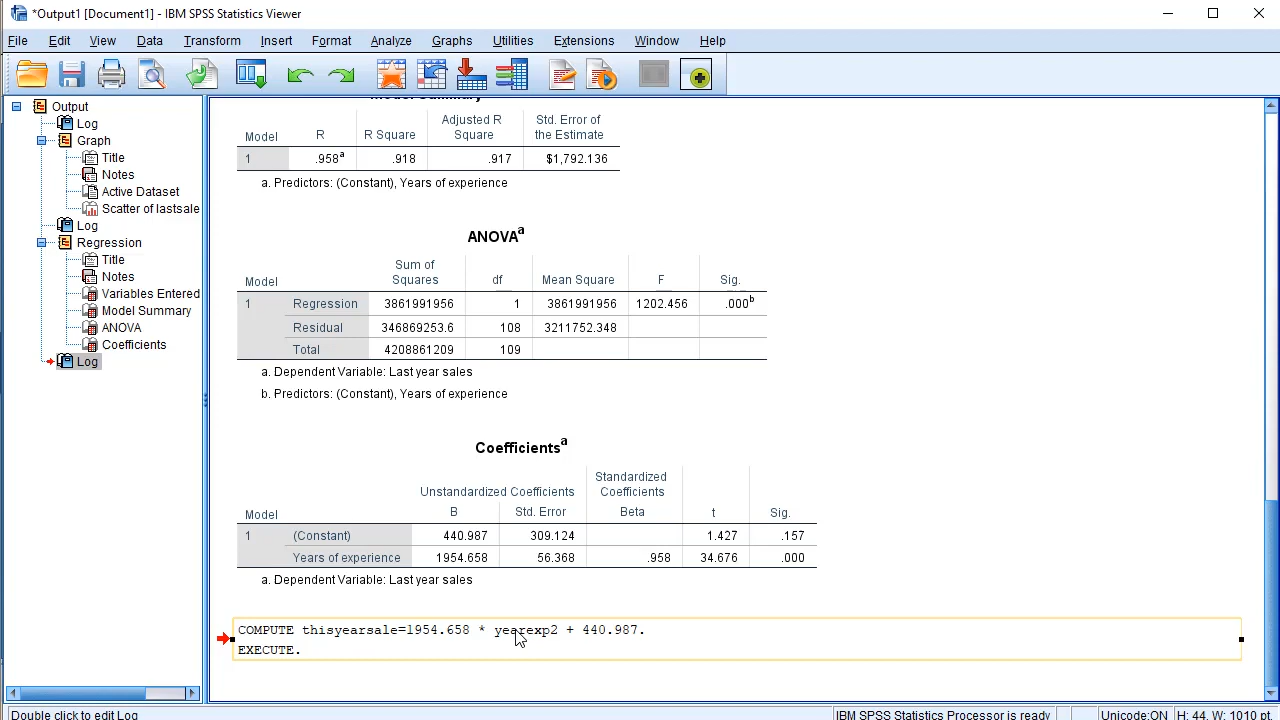 *Output1 [Document1] - IBM SPSS Statistics Viewer
File Edit View Data Transform Insert Format Analyze Graphs Utilities Extensions Window Help
Output
Log
Graph
Title
Notes
Active Dataset
Scatter of lastsale
Log
Regression
Title
Notes
Variables Entered
Model Summary
ANOVA
Coefficients
Log
Model Summary
Model R R Square Adjusted R Square Std. Error of the Estimate
1 .958a .918 .917 $1,792.136
a. Predictors: (Constant), Years of experience
ANOVAa
Model Sum of Squares df Mean Square F Sig.
1 Regression 3861991956 1 3861991956 1202.456 .000b
Residual 346869253.6 108 3211752.348
Total 4208861209 109
a. Dependent Variable: Last year sales
b. Predictors: (Constant), Years of experience
Coefficientsa
Unstandardized Coefficients Standardized Coefficients
Model B Std. Error Beta t Sig.
1 (Constant) 440.987 309.124 1.427 .157
Years of experience 1954.658 56.368 .958 34.676 .000
a. Dependent Variable: Last year sales
COMPUTE thisyearsale=1954.658 * yearexp2 + 440.987.
EXECUTE.
Double click to edit Log
IBM SPSS Statistics Processor is ready Unicode:ON H: 44, W: 1010 pt.